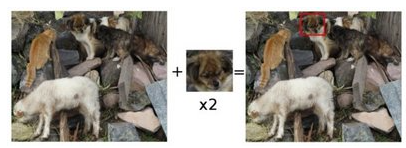 + =
x2